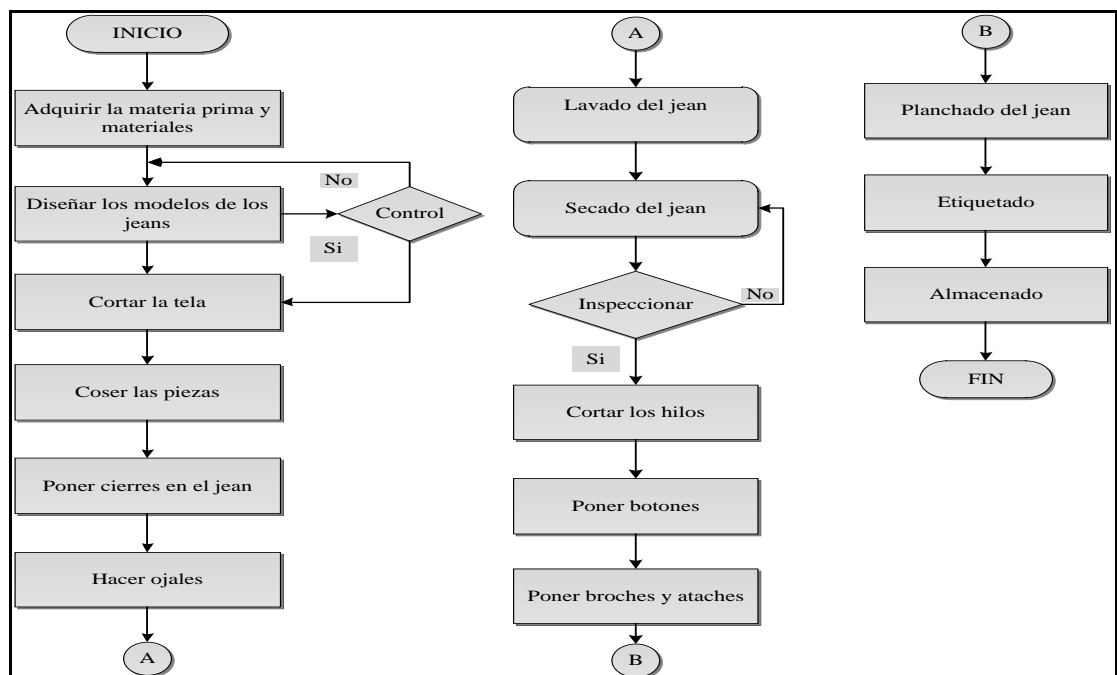 INICIO
Adquirir la materia prima y
materiales
No
Diseñar los modelos de los
jeans
Control
Si
Cortar la tela
Coser las piezas
Poner cierres en el jean
Hacer ojales
A
A
Lavado del jean
Secado del jean
Inspeccionar
No
Si
Cortar los hilos
Poner botones
Poner broches y ataches
B
B
Planchado del jean
Etiquetado
Almacenado
FIN